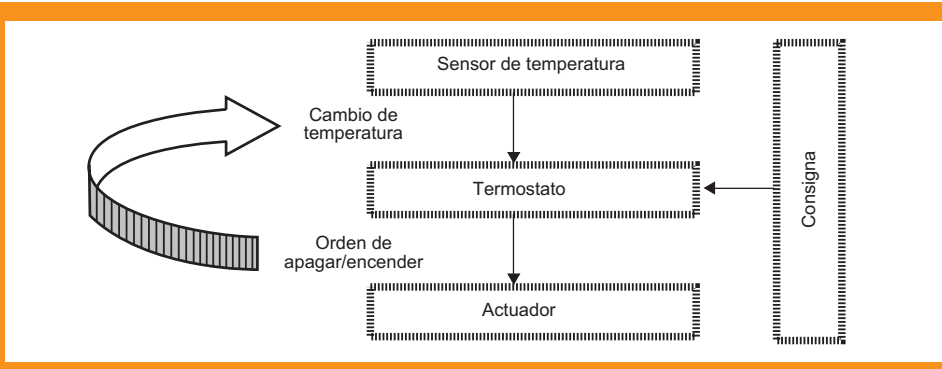 Sensor de temperatura
Cambio de
temperatura
Termostato
Consigna
Orden de
apagar/encender
Actuador